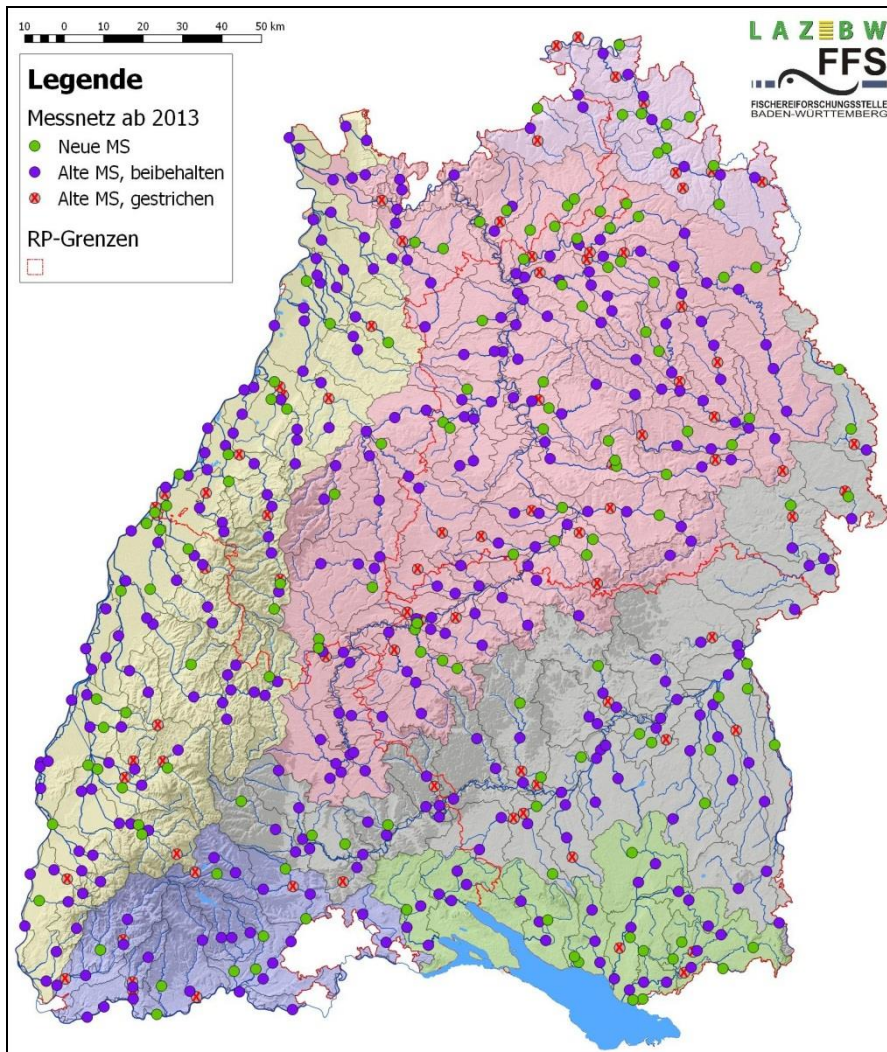 10 0 10 20 30 40 50 km
Legende
Messnetz ab 2013
Neue MS
Alte MS, beibehalten
Alte MS, gestrichen
RP-Grenzen
LAZBW
FFS
FISCHEREIFORSCHUNGSSTELLE
BADEN-WÜRTTEMBERG